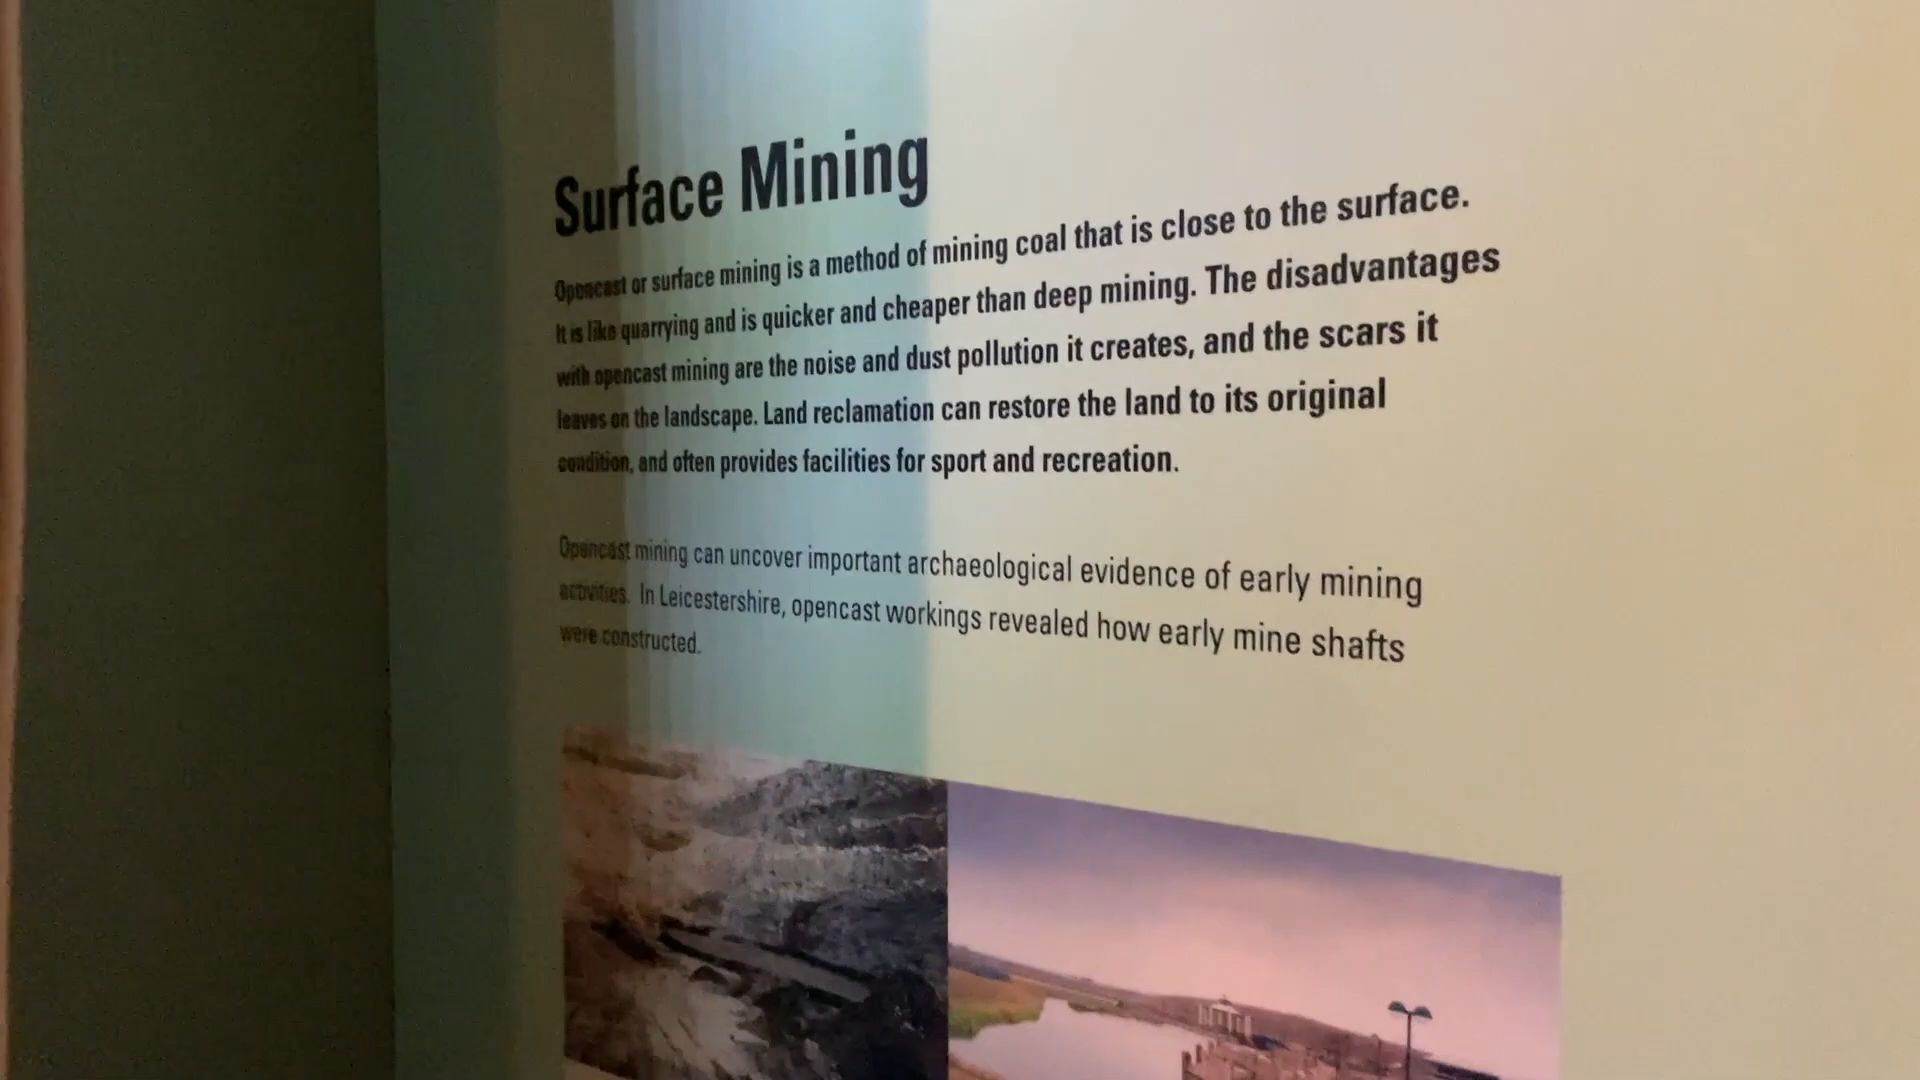 Surface Mining
Opencast or surface mining is a method of mining coal that is close to the surface.
It is like quarrying and is quicker and cheaper than deep mining. The disadvantages
with opencast mining are the noise and dust pollution it creates, and the scars it
leaves on the landscape. Land reclamation can restore the land to its original
condition, and often provides facilities for sport and recreation.
Opencast mining can uncover important archaeological evidence of early mining
activities. In Leicestershire, opencast workings revealed how early mine shafts
were constructed.